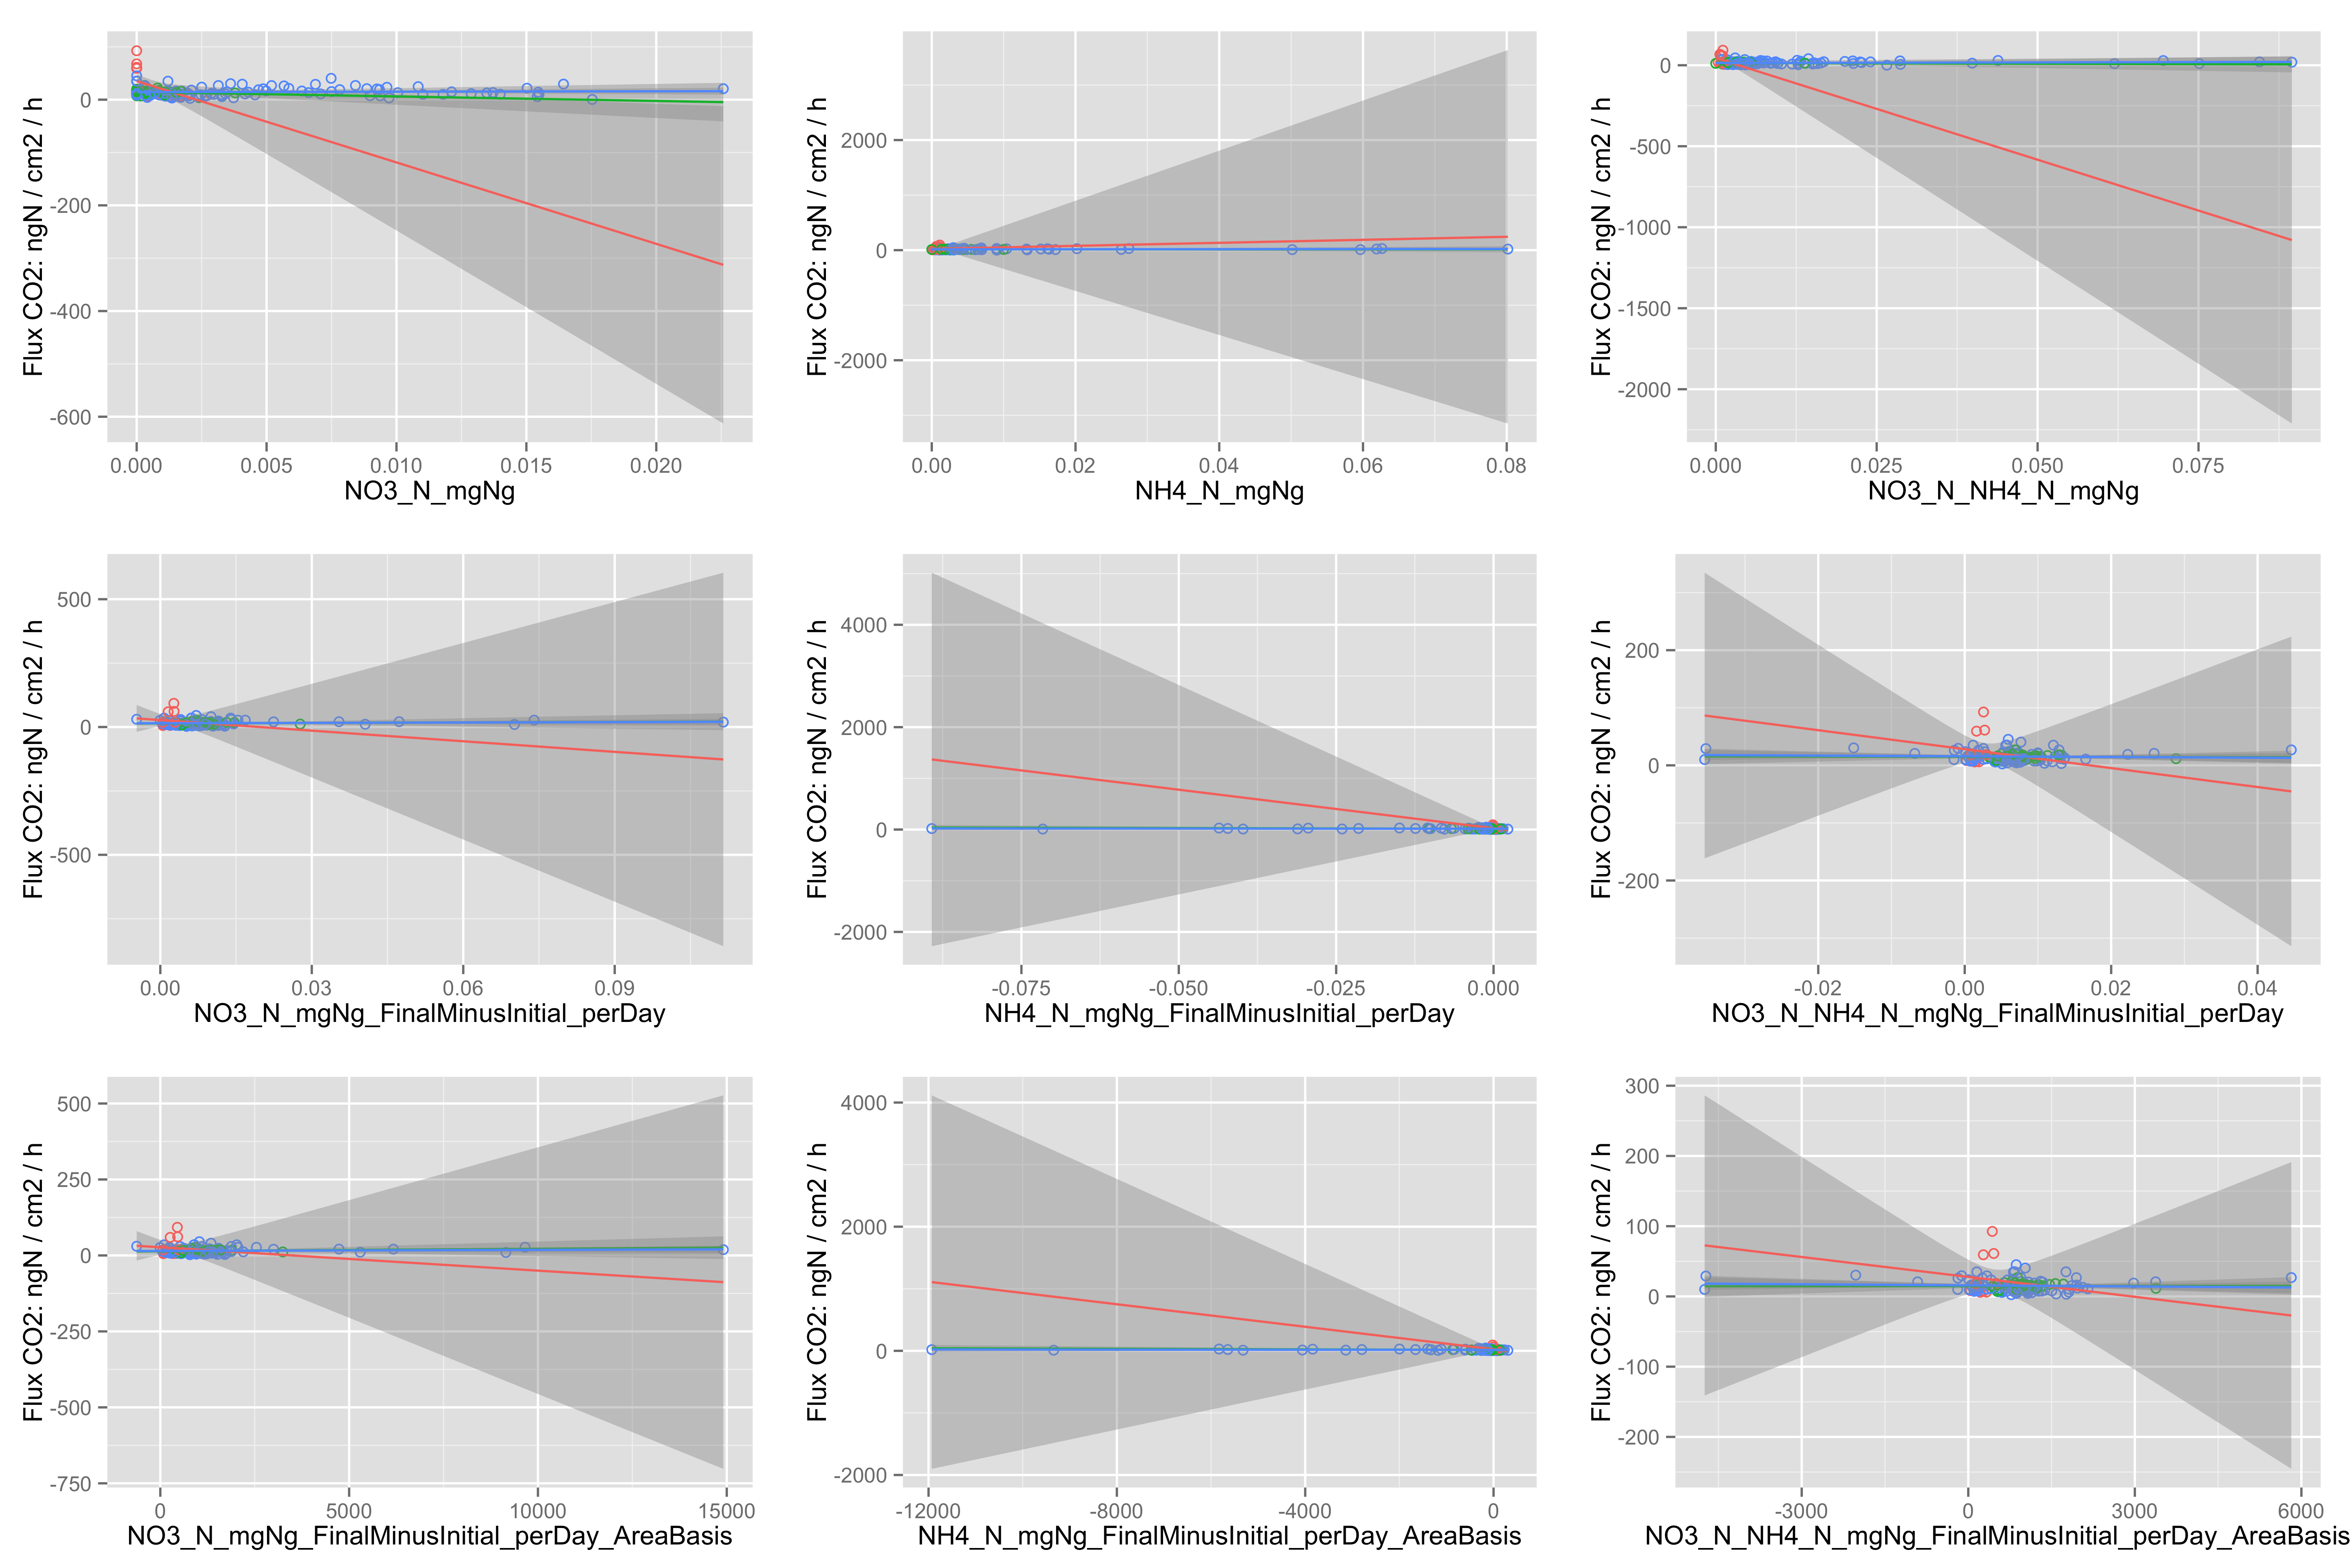 Flux CO2: ngN / cm2 / h
0
-200
-400
-600
0.000 0.005 0.010 0.015 0.020
NO3_N_mgNg
Flux CO2: ngN / cm2 / h
2000
0
-2000
0.00 0.02 0.04 0.06 0.08
NH4_N_mgNg
Flux CO2: ngN / cm2 / h
0
-500
-1000
-1500
-2000
0.000 0.025 0.050 0.075
NO3_N_NH4_N_mgNg
Flux CO2: ngN / cm2 / h
500
0
-500
0.00 0.03 0.06 0.09
NO3_N_mgNg_FinalMinusInitial_perDay
Flux CO2: ngN / cm2 / h
4000
2000
0
-2000
-0.075 -0.050 -0.025 0.000
NH4_N_mgNg_FinalMinusInitial_perDay
Flux CO2: ngN / cm2 / h
200
0
-200
-0.02 0.00 0.02 0.04
NO3_N_NH4_N_mgNg_FinalMinusInitial_perDay
Flux CO2: ngN / cm2 / h
500
250
0
-250
-500
-750
0 5000 10000 15000
NO3_N_mgNg_FinalMinusInitial_perDay_AreaBasis
Flux CO2: ngN / cm2 / h
4000
2000
0
-2000
-12000 -8000 -4000 0
NH4_N_mgNg_FinalMinusInitial_perDay_AreaBasis
Flux CO2: ngN / cm2 / h
300
200
100
0
-100
-200
-3000 0 3000 6000
NO3_N_NH4_N_mgNg_FinalMinusInitial_perDay_AreaBasis